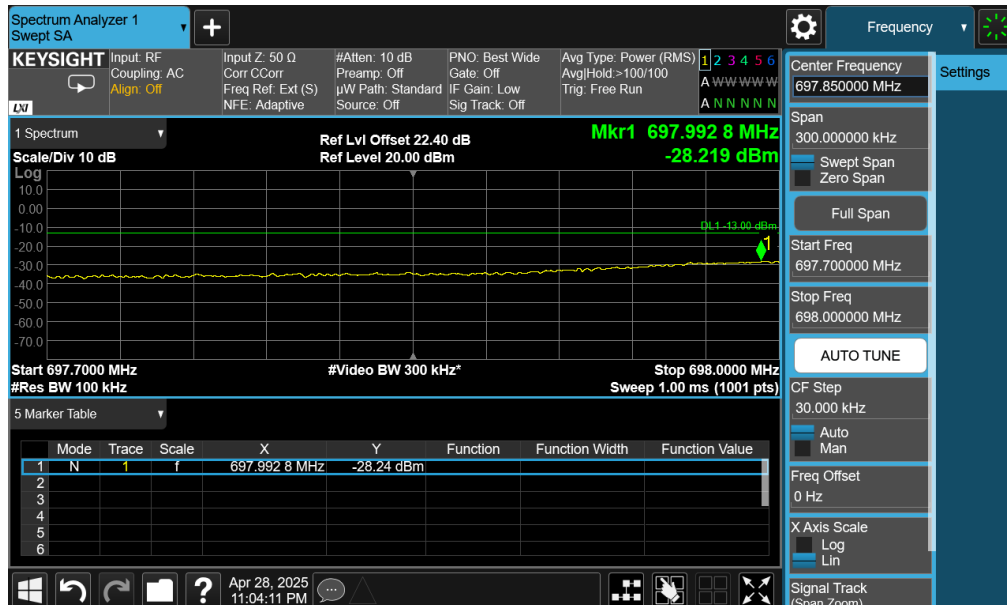 Spectrum Analyzer 1
Swept SA
+
Frequency
KEYSIGHT
LXI
Input: RF
Coupling: AC
Align: Off
Input Z: 50 Ω
Corr CCorr
Freq Ref: Ext (S)
NFE: Adaptive
#Atten: 10 dB
Preamp: Off
µW Path: Standard
Source: Off
PNO: Best Wide
Gate: Off
IF Gain: Low
Sig Track: Off
Avg Type: Power (RMS)
Avg|Hold:>100/100
Trig: Free Run
1 2 3 4 5 6
A W W W W W
A N N N N N
1 Spectrum
Scale/Div 10 dB
Ref Lvl Offset 22.40 dB
Ref Level 20.00 dBm
Mkr1 697.992 8 MHz
-28.219 dBm
Log
10.0
0.00
-10.0
-20.0
-30.0
-40.0
-50.0
-60.0
-70.0
DL1 -13.00 dBm
1
Start 697.7000 MHz
#Res BW 100 kHz
#Video BW 300 kHz*
Stop 698.0000 MHz
Sweep 1.00 ms (1001 pts)
5 Marker Table
Mode Trace Scale X Y Function Function Width Function Value
1 N 1 f 697.992 8 MHz -28.24 dBm
2
3
4
5
6
?
Apr 28, 2025
11:04:11 PM
Center Frequency
697.850000 MHz
Settings
Span
300.000000 kHz
Swept Span
Zero Span
Full Span
Start Freq
697.700000 MHz
Stop Freq
698.000000 MHz
AUTO TUNE
CF Step
30.000 kHz
Auto
Man
Freq Offset
0 Hz
X Axis Scale
Log
Lin
Signal Track
(Span Zoom)